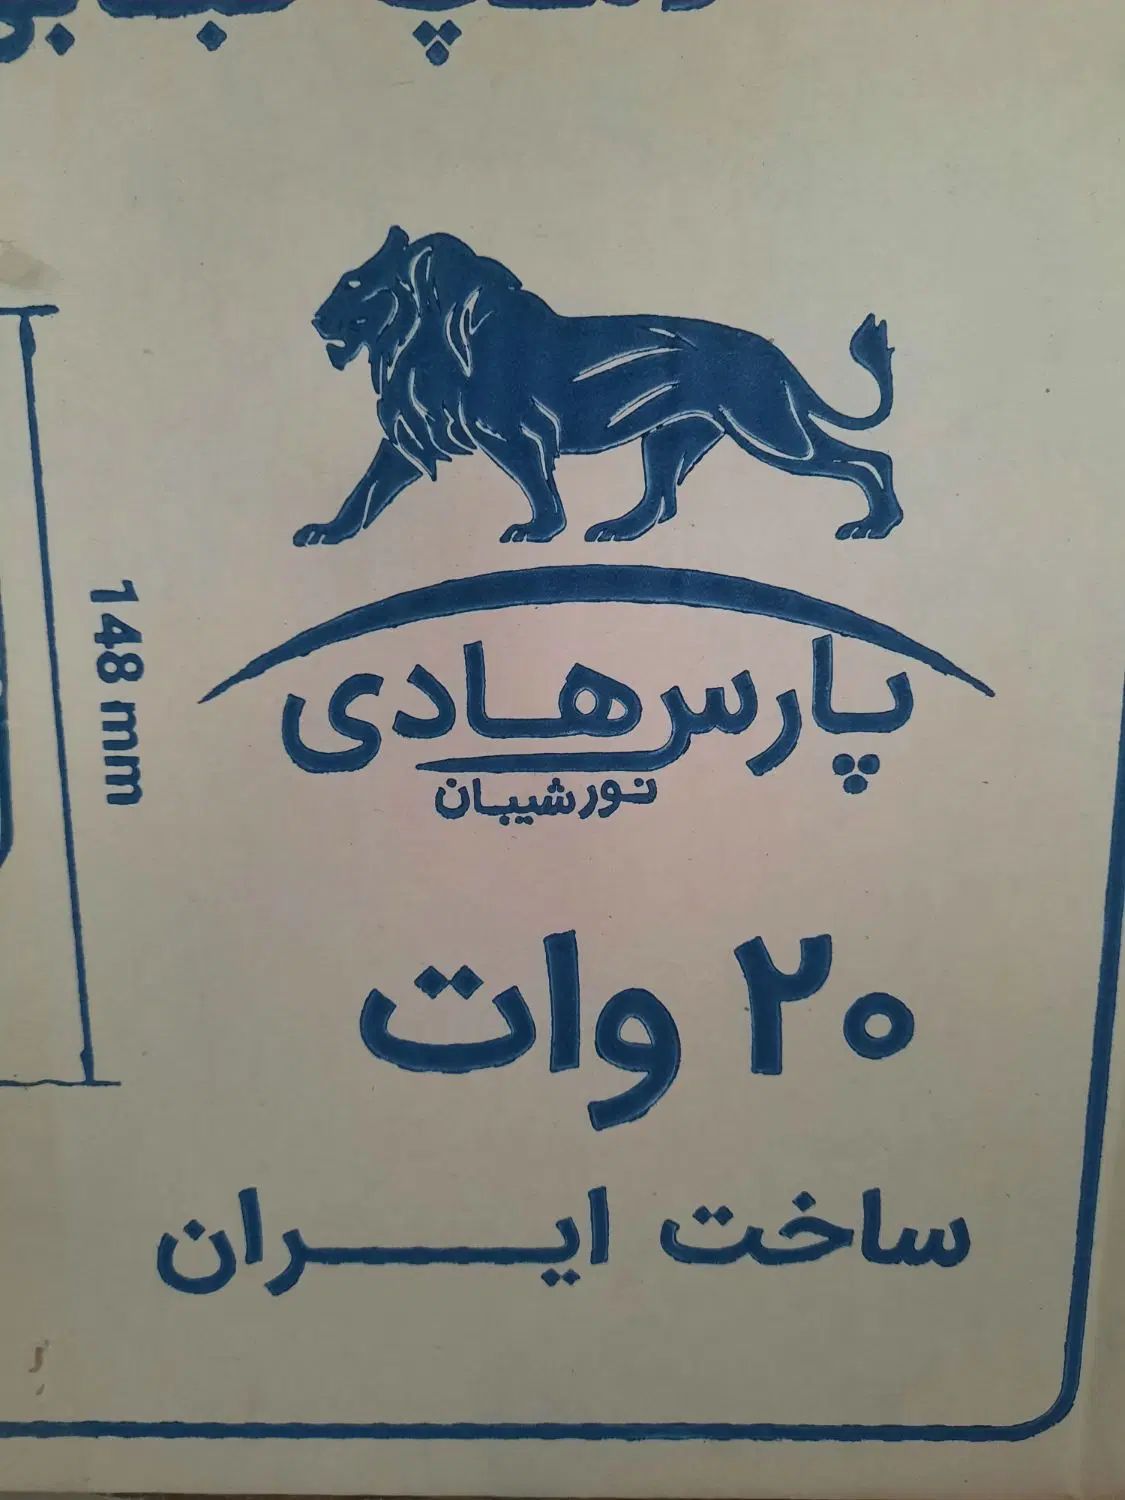 پارس هادی
نور شیبان
۲۰ وات
ساخت ایران
148 mm